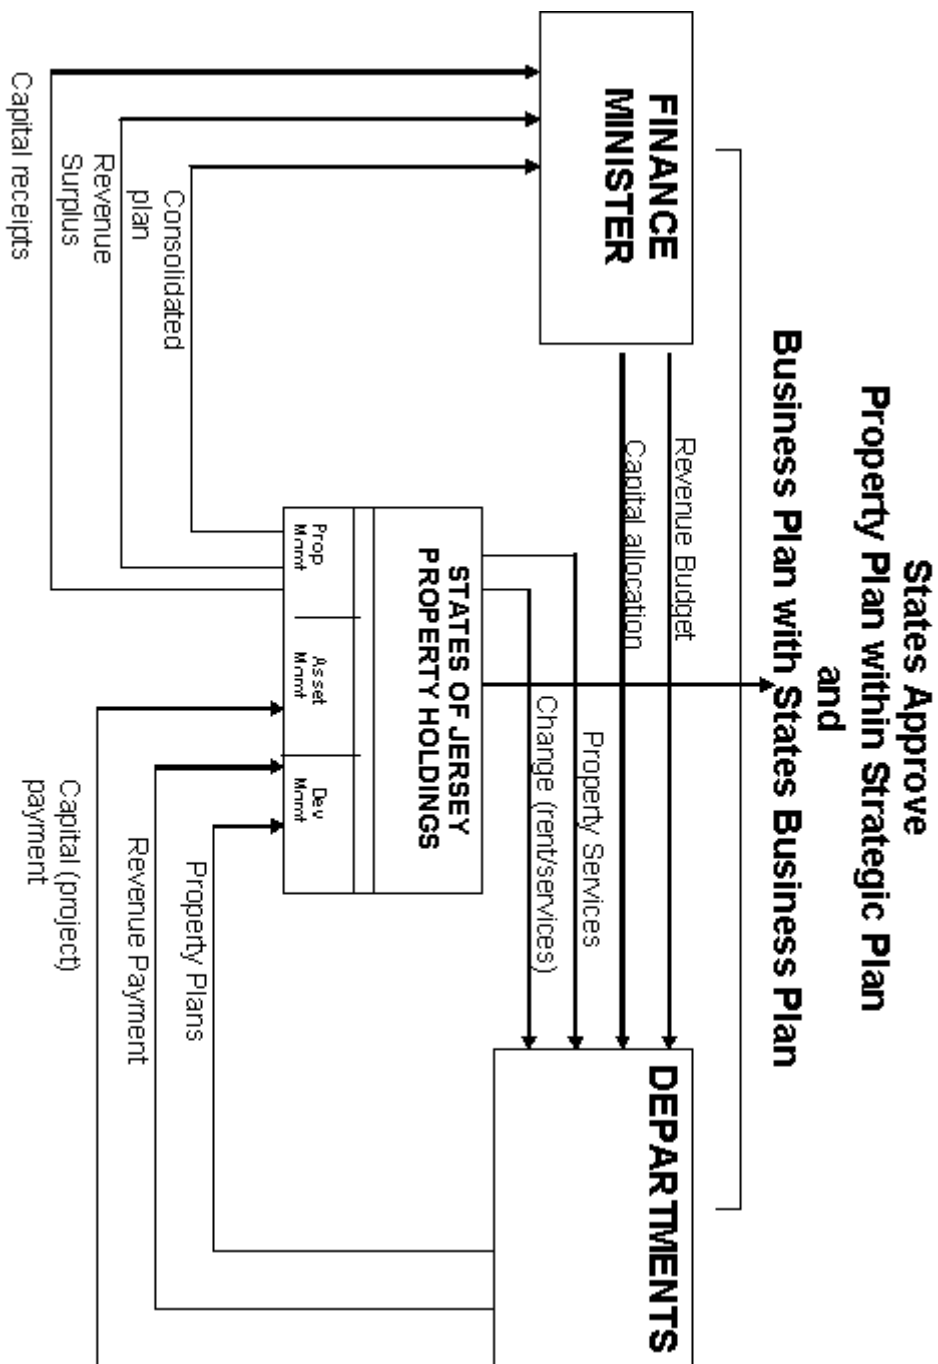 States Approve
Property Plan within Strategic Plan
and
Business Plan with States Business Plan
FINANCE
MINISTER
DEPARTMENTS
Revenue Budget
Capital allocation
Property Services
Change (rent/services)
STATES OF JERSEY
PROPERTY HOLDINGS
Prop
Mgmt
Asset
Mgmt
Dev
Mgmt
Consolidated
plan
Revenue
Surplus
Capital receipts
Property Plans
Revenue Payment
Capital (project)
payment